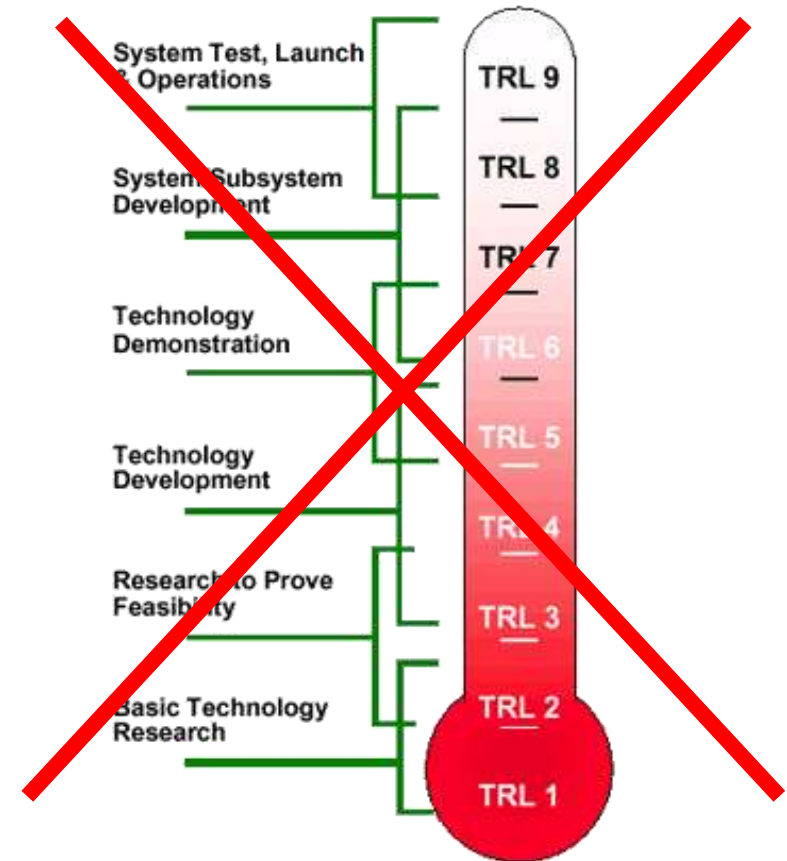 System Test, Launch
& Operations
System/Subsystem
Development
Technology
Demonstration
Technology
Development
Research to Prove
Feasibility
Basic Technology
Research
TRL 9
TRL 8
TRL 7
TRL 6
TRL 5
TRL 4
TRL 3
TRL 2
TRL 1